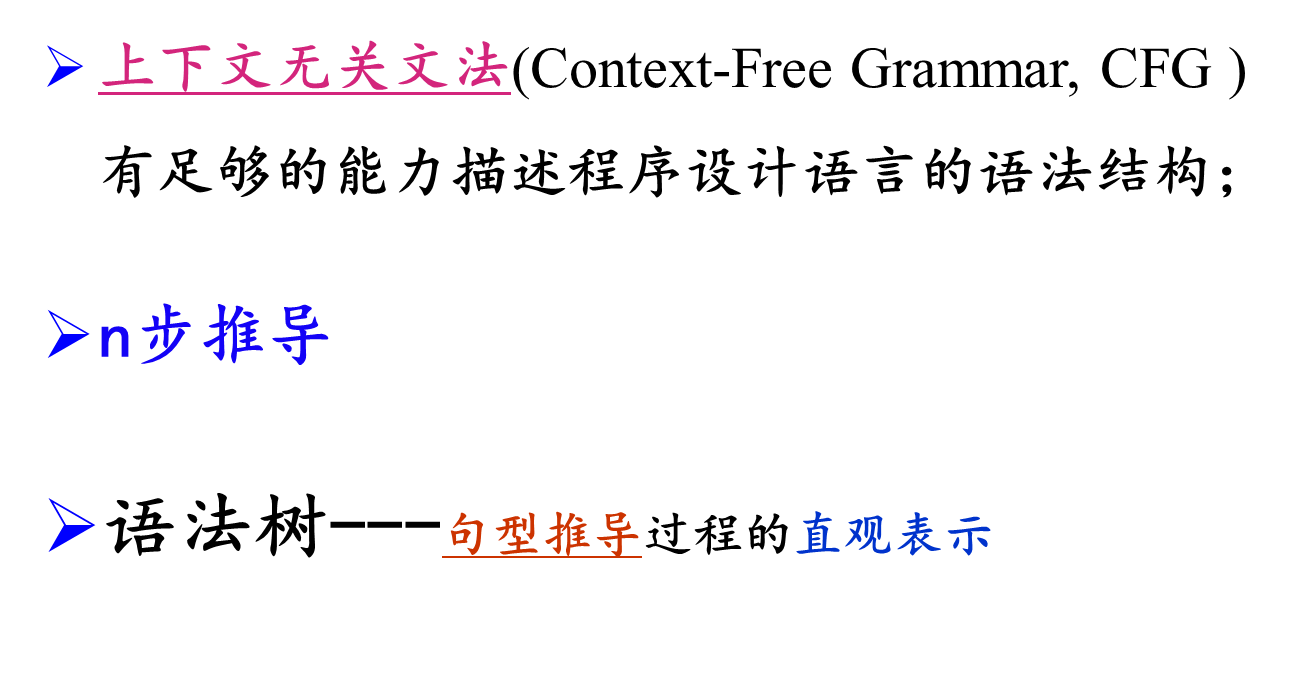 上下文无关文法(Context-Free Grammar, CFG )
有足够的能力描述程序设计语言的语法结构;
n步推导
语法树---句型推导过程的直观表示